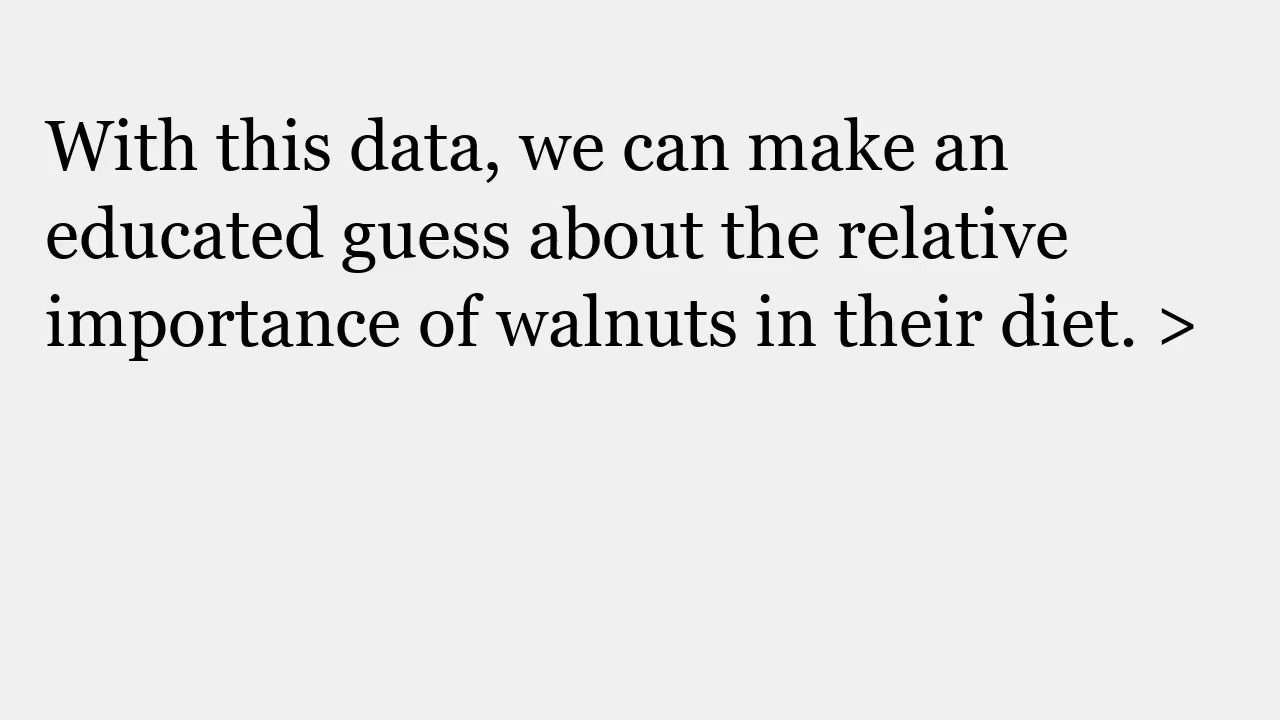 With this data, we can make an
educated guess about the relative
importance of walnuts in their diet. >